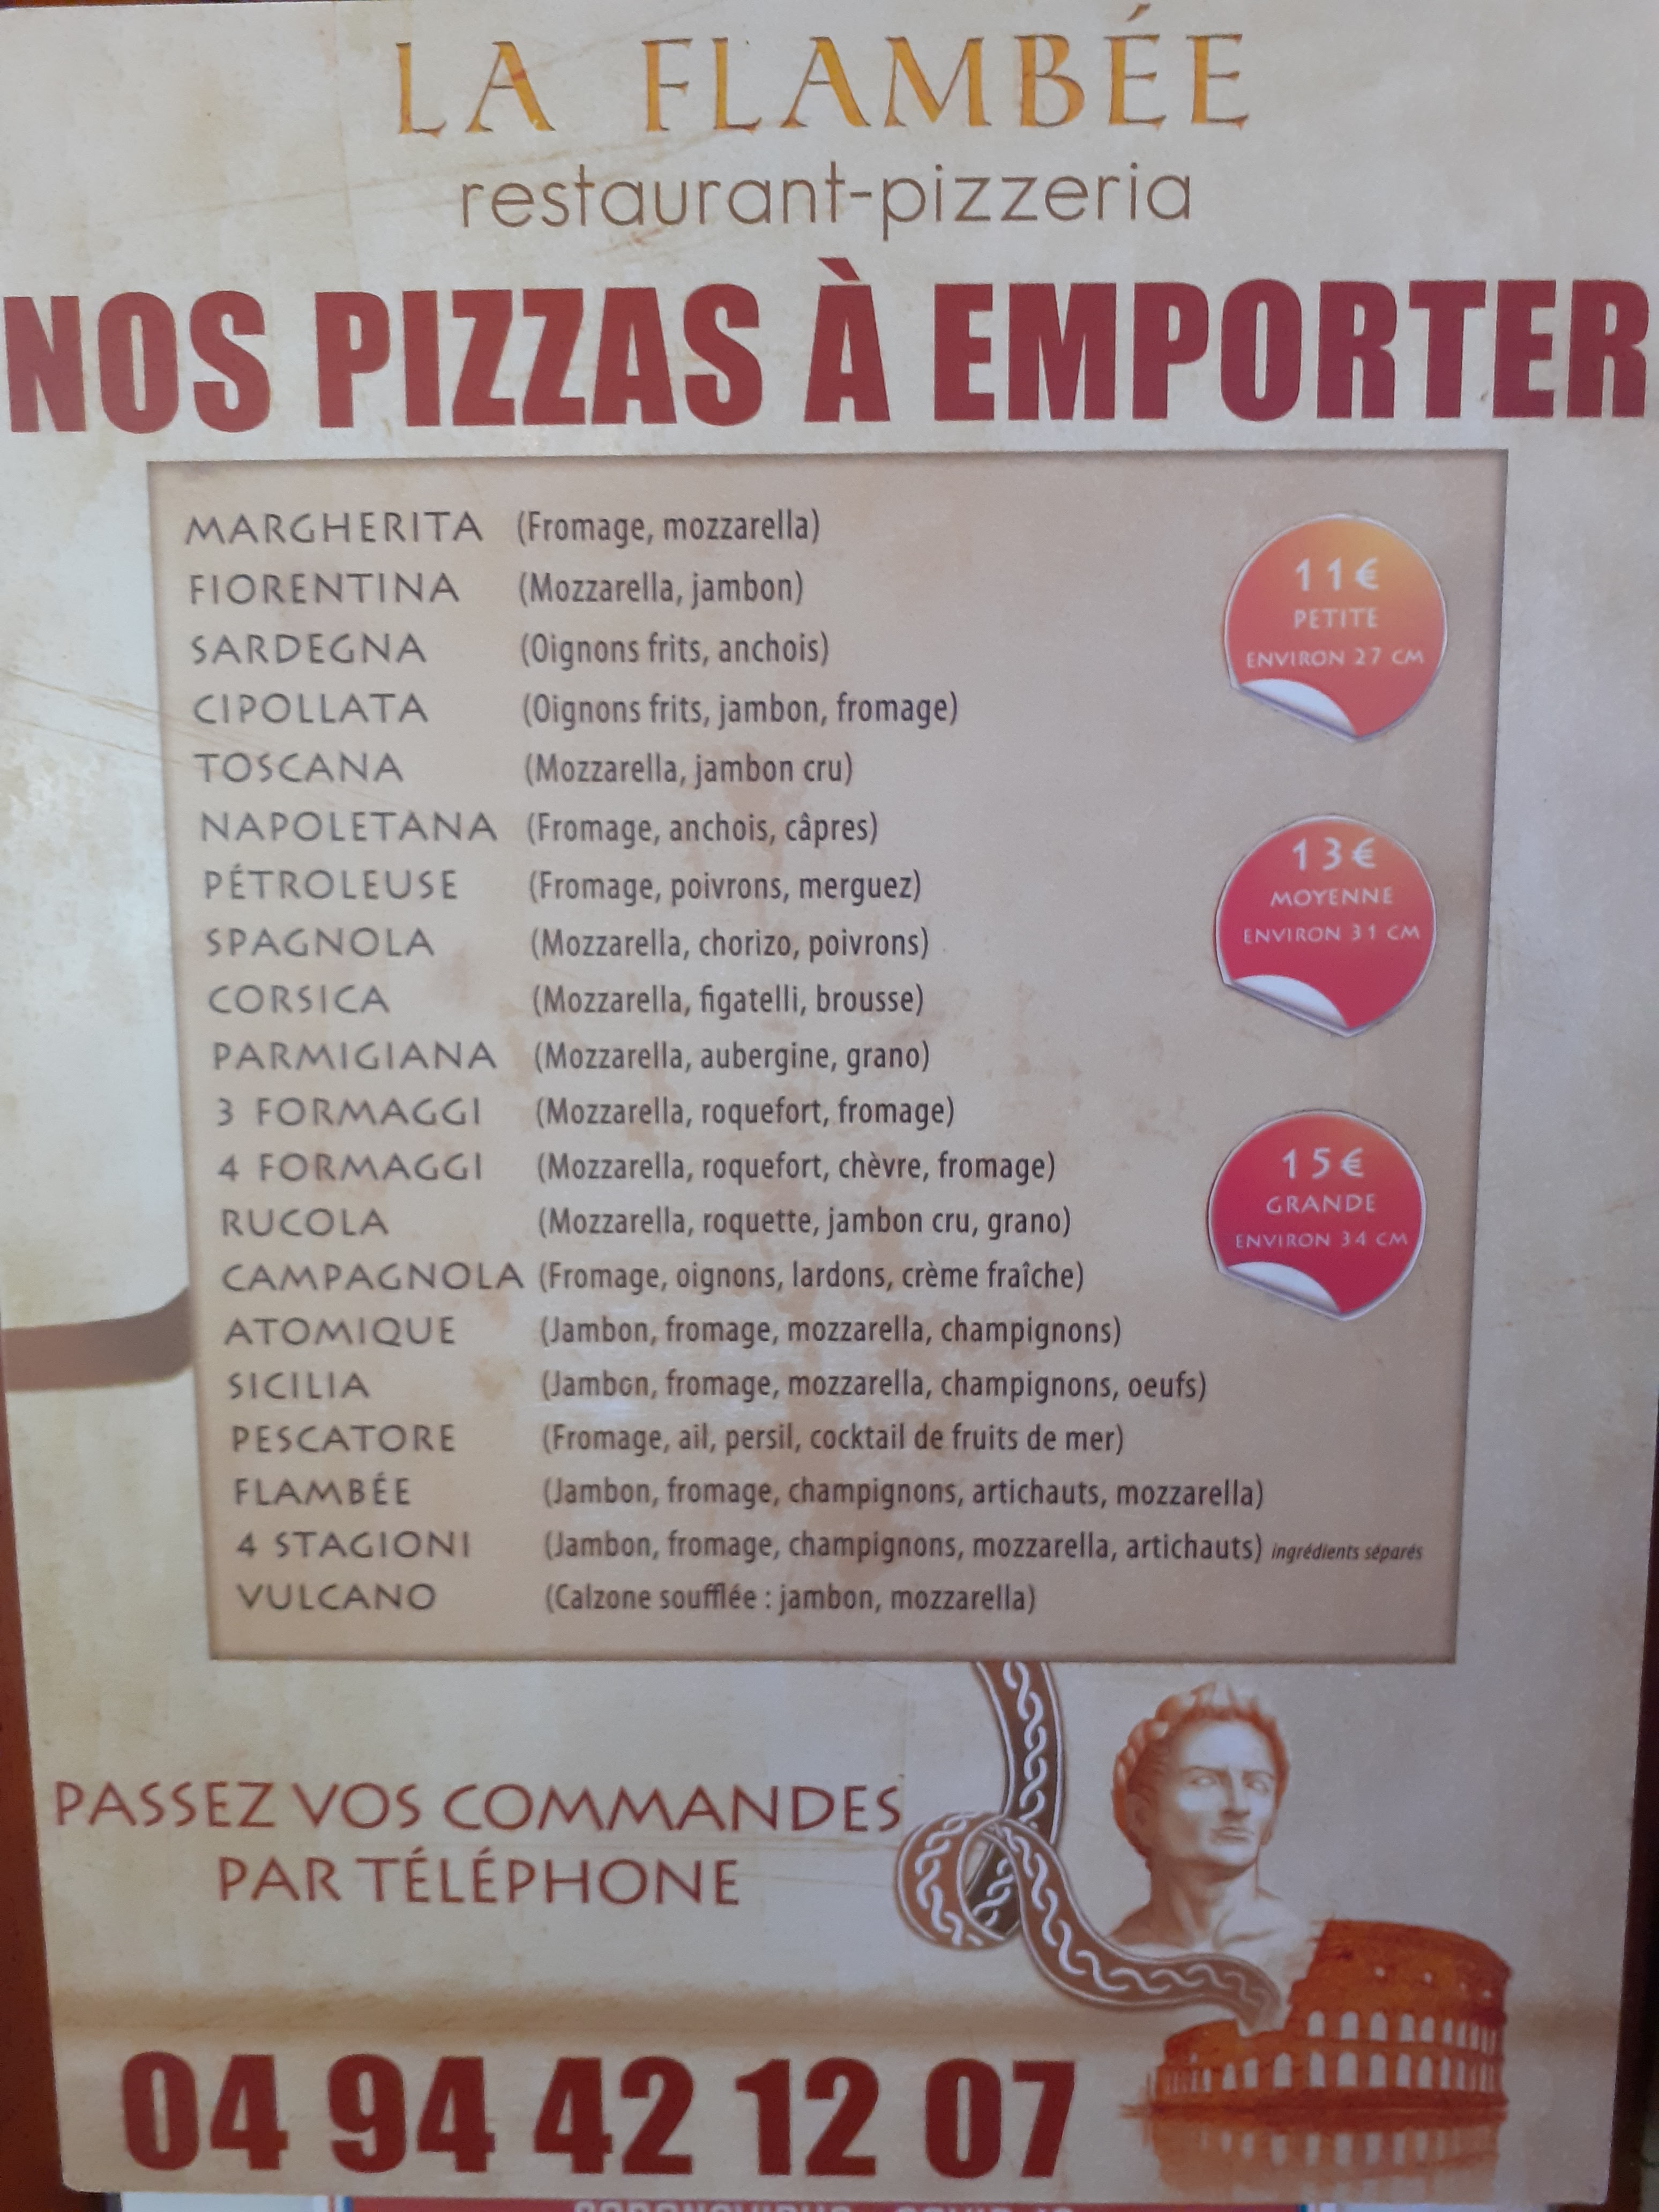 LA FLAMBÉE
restaurant-pizzeria
NOS PIZZAS À EMPORTER
MARGHERITA (Fromage, mozzarella)
FIORENTINA (Mozzarella, jambon)
SARDEGNA (Oignons frits, anchois)
CIPOLLATA (Oignons frits, jambon, fromage)
TOSCANA (Mozzarella, jambon cru)
NAPOLETANA (Fromage, anchois, câpres)
PÉTROLEUSE (Fromage, poivrons, merguez)
SPAGNOLA (Mozzarella, chorizo, poivrons)
CORSICA (Mozzarella, figatelli, brousse)
PARMIGIANA (Mozzarella, aubergine, grano)
3 FORMAGGI (Mozzarella, roquefort, fromage)
4 FORMAGGI (Mozzarella, roquefort, chèvre, fromage)
RUCOLA (Mozzarella, roquette, jambon cru, grano)
CAMPAGNOLA (Fromage, oignons, lardons, crème fraîche)
ATOMIQUE (Jambon, fromage, mozzarella, champignons)
SICILIA (Jambon, fromage, mozzarella, champignons, oeufs)
PESCATORE (Fromage, ail, persil, cocktail de fruits de mer)
FLAMBÉE (Jambon, fromage, champignons, artichauts, mozzarella)
4 STAGIONI (Jambon, fromage, champignons, mozzarella, artichauts) ingrédients séparés
VULCANO (Calzone soufflée : jambon, mozzarella)
11€
PETITE
ENVIRON 27 CM
13€
MOYENNE
ENVIRON 31 CM
15€
GRANDE
ENVIRON 34 CM
PASSEZ VOS COMMANDES
PAR TÉLÉPHONE
04 94 42 12 07